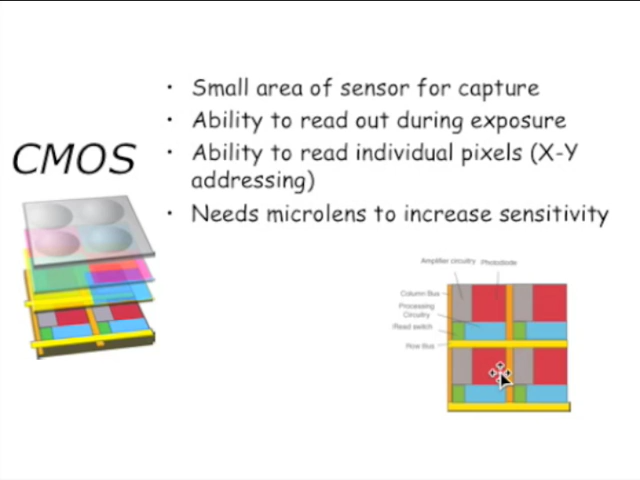 • Small area of sensor for capture
• Ability to read out during exposure
CMOS
• Ability to read individual pixels (X-Y
addressing)
• Needs microlens to increase sensitivity
Amplifier circuitry Photodiode
Column Bus
Processing
Circuitry
Read switch
Row Bus